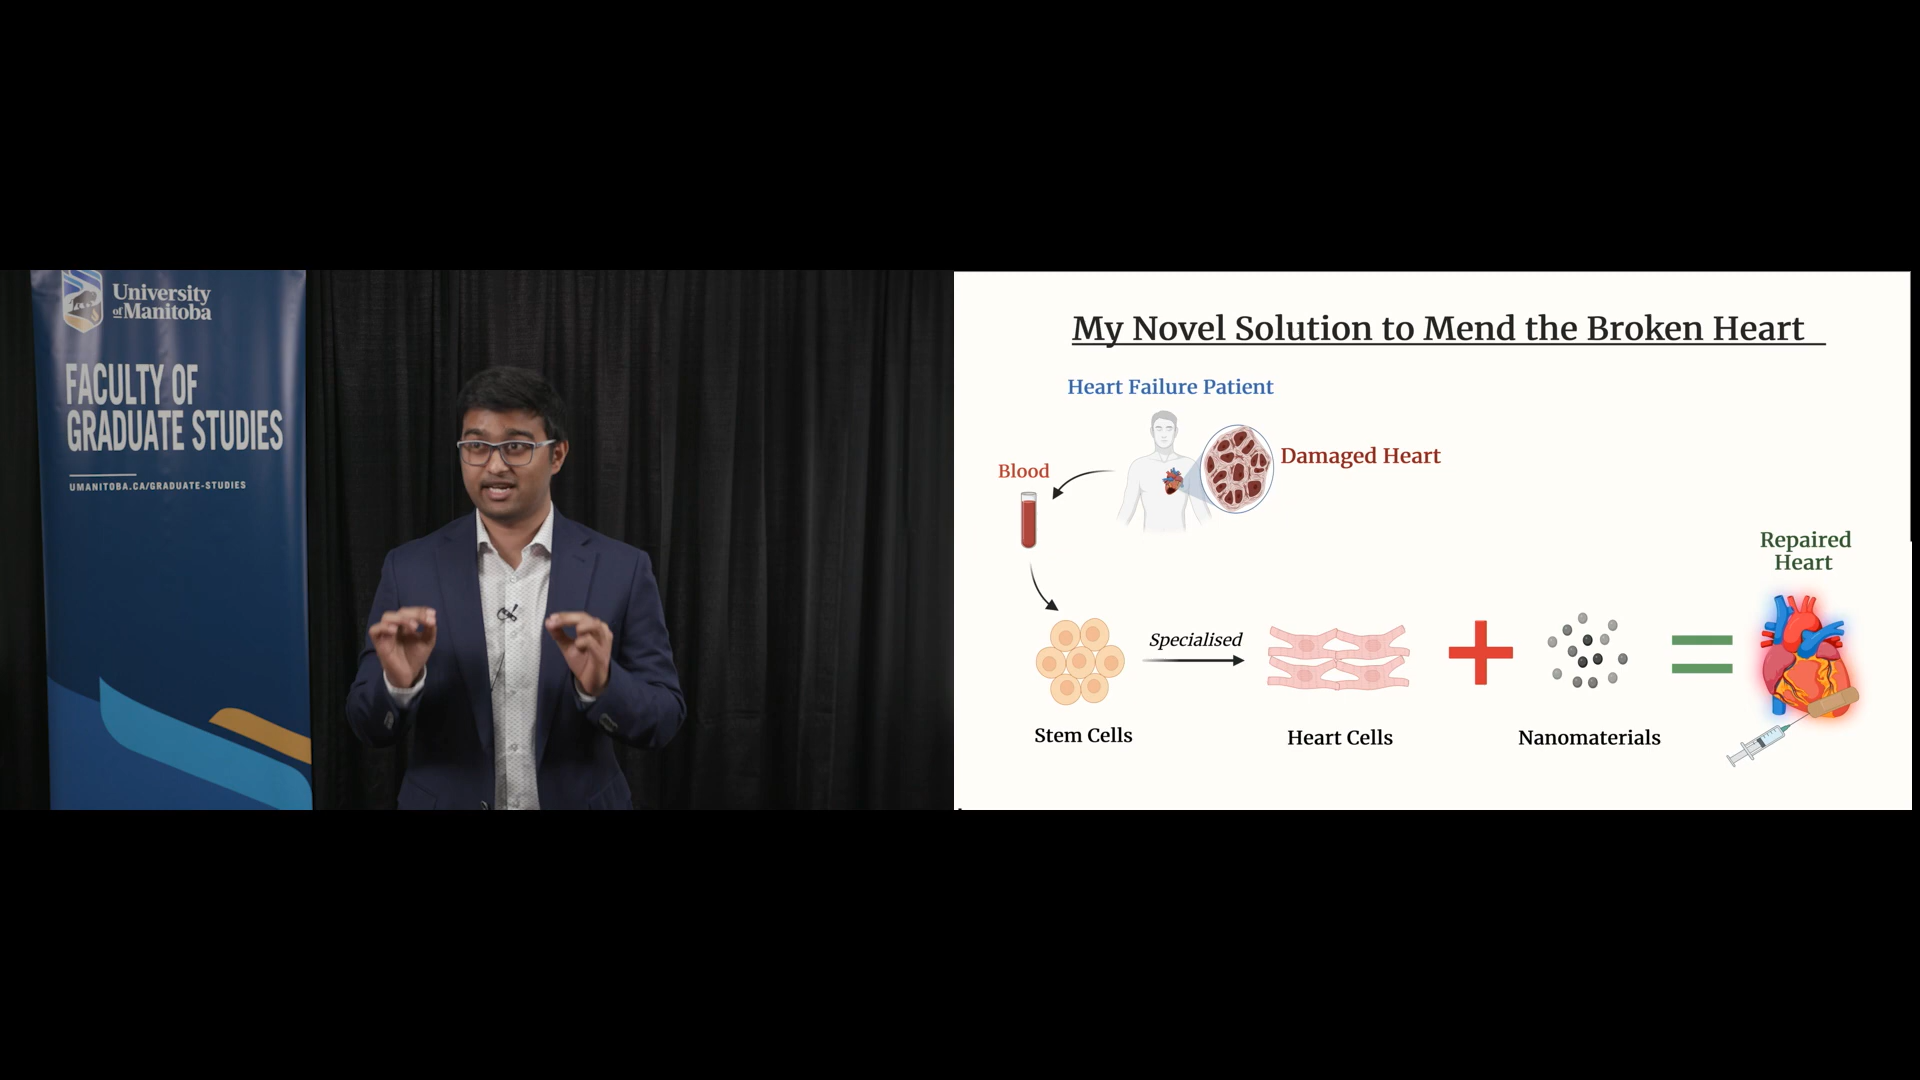 University
of Manitoba
FACULTY OF
GRADUATE STUDIES
UMANITOBA.CA/GRADUATE-STUDIES
My Novel Solution to Mend the Broken Heart
Heart Failure Patient
Damaged Heart
Blood
Repaired
Heart
Specialised
Stem Cells
Heart Cells
Nanomaterials